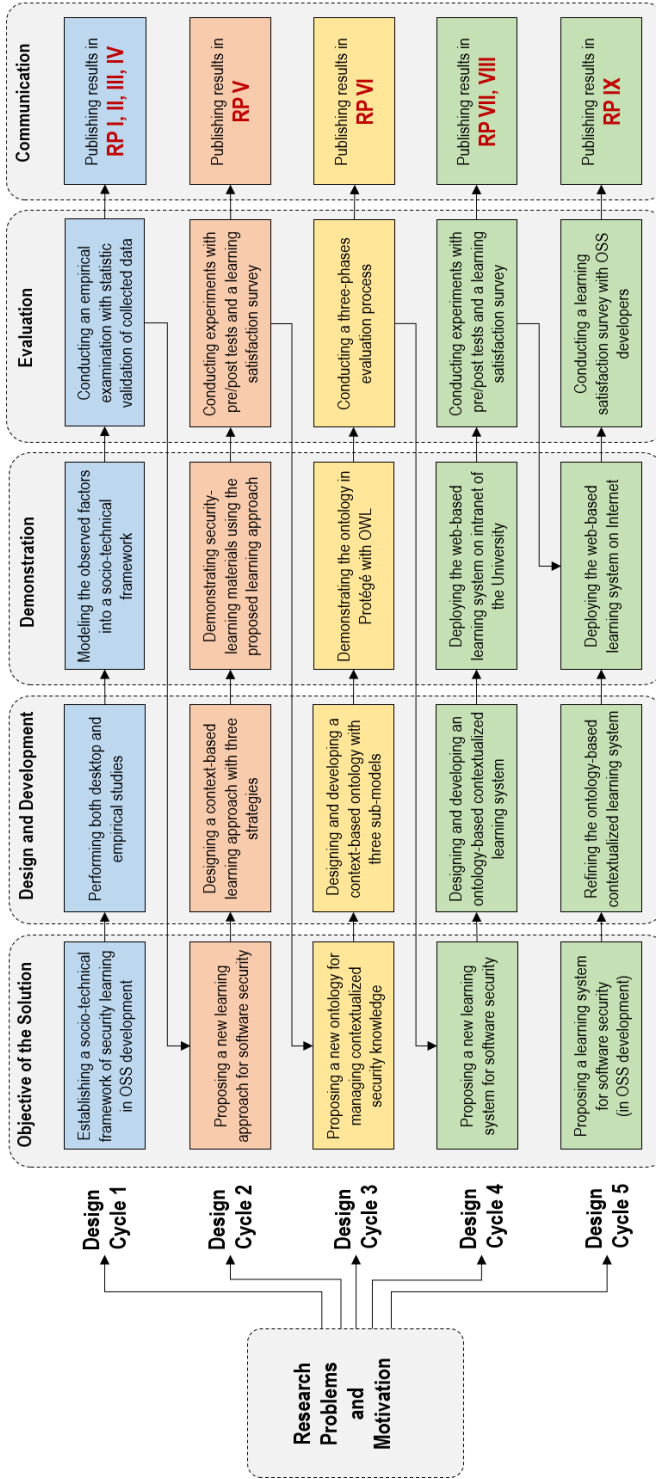 Research
Problems
and
Motivation
Objective of the Solution
Design and Development
Demonstration
Evaluation
Communication
Design
Cycle 1
Establishing a socio-technical
framework of security learning
in OSS development
Performing both desktop and
empirical studies
Modeling the observed factors
into a socio-technical
framework
Conducting an empirical
examination with statistic
validation of collected data
Publishing results in
RP I, II, III, IV
Design
Cycle 2
Proposing a new learning
approach for software security
Designing a context-based
learning approach with three
strategies
Demonstrating security-
learning materials using the
proposed learning approach
Conducting experiments with
pre/post tests and a learning
satisfaction survey
Publishing results in
RP V
Design
Cycle 3
Proposing a new ontology for
managing contextualized
security knowledge
Designing and developing a
context-based ontology with
three sub-models
Demonstrating the ontology in
Protégé with OWL
Conducting a three-phases
evaluation process
Publishing results in
RP VI
Design
Cycle 4
Proposing a new learning
system for software security
Designing and developing an
ontology-based contextualized
learning system
Deploying the web-based
learning system on intranet of
the University
Conducting experiments with
pre/post tests and a learning
satisfaction survey
Publishing results in
RP VII, VIII
Design
Cycle 5
Proposing a learning system
for software security
(in OSS development)
Refining the ontology-based
contextualized learning system
Deploying the web-based
learning system on Internet
Conducting a learning
satisfaction survey with OSS
developers
Publishing results in
RP IX